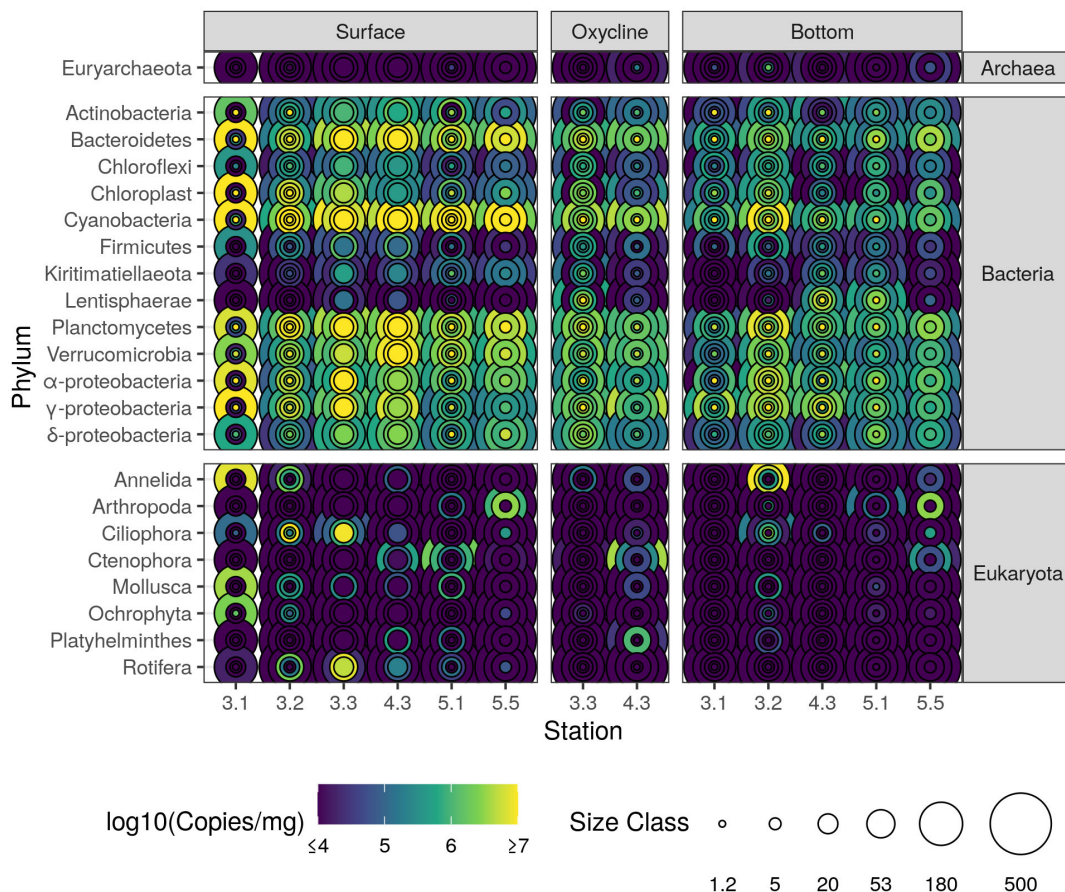 Surface Oxycline Bottom
Euryarchaeota Archaea
Actinobacteria
Bacteroidetes
Chloroflexi
Chloroplast
Cyanobacteria
Firmicutes
Kiritimatiellaeota Bacteria
Lentisphaerae
Planctomycetes
Verrucomicrobia
α-proteobacteria
γ-proteobacteria
δ-proteobacteria
Phylum
Annelida
Arthropoda
Ciliophora
Ctenophora
Mollusca Eukaryota
Ochrophyta
Platyhelminthes
Rotifera
3.1 3.2 3.3 4.3 5.1 5.5 3.3 4.3 3.1 3.2 4.3 5.1 5.5
Station
log10(Copies/mg) Size Class
≤4 5 6 ≥7
1.2 5 20 53 180 500